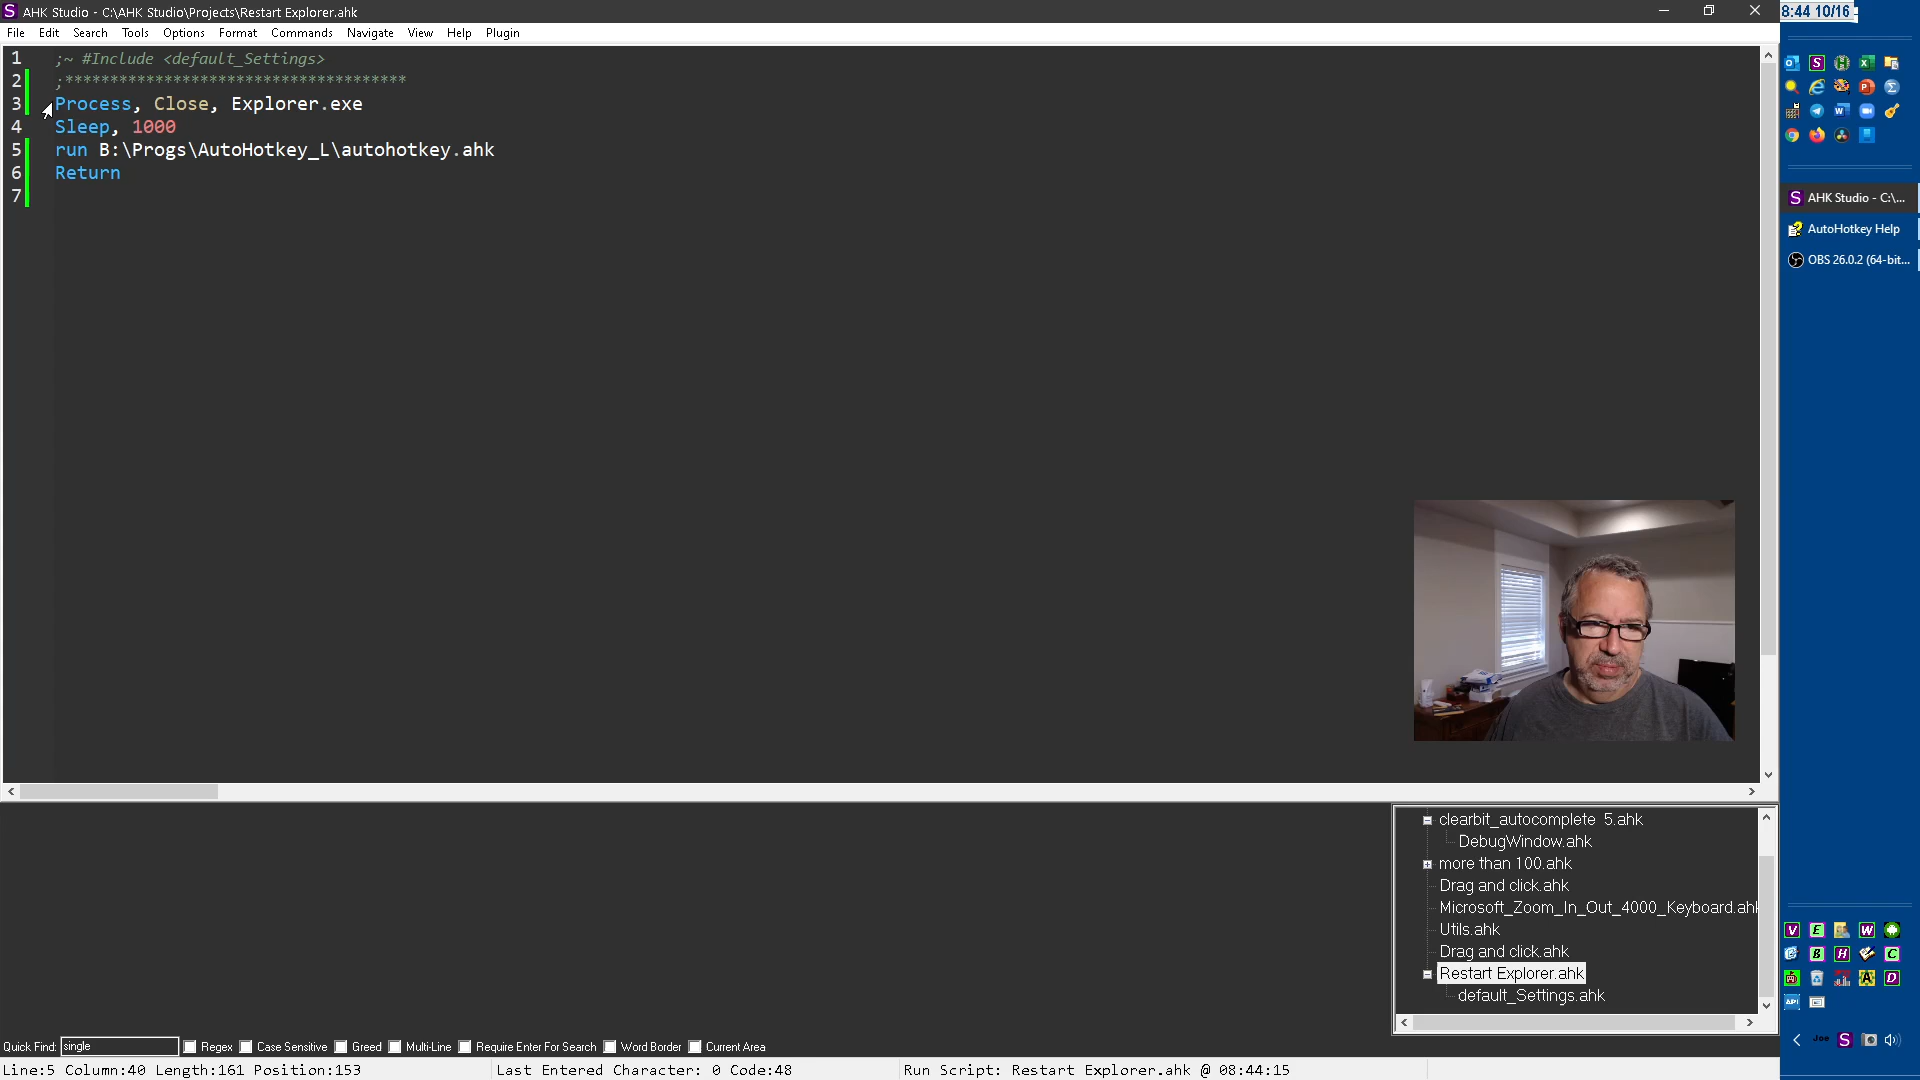 AHK Studio - C:\AHK Studio\Projects\Restart Explorer.ahk
8:44 10/16
File Edit Search Tools Options Format Commands Navigate View Help Plugin
1 ;~ #Include <default_Settings>
2 ;**************************************
3 Process, Close, Explorer.exe
4 Sleep, 1000
5 run B:\Progs\AutoHotkey_L\autohotkey.ahk
6 Return
7
AHK Studio - C:\...
AutoHotkey Help
OBS 26.0.2 (64-bit...
clearbit_autocomplete 5.ahk
DebugWindow.ahk
more than 100.ahk
Drag and click.ahk
Microsoft_Zoom_In_Out_4000_Keyboard.ahk
Utils.ahk
Drag and click.ahk
Restart Explorer.ahk
default_Settings.ahk
Quick Find: single Regex Case Sensitive Greed Multi-Line Require Enter For Search Word Border Current Area
Line:5 Column:40 Length:161 Position:153 Last Entered Character: 0 Code:48 Run Script: Restart Explorer.ahk @ 08:44:15
Joe